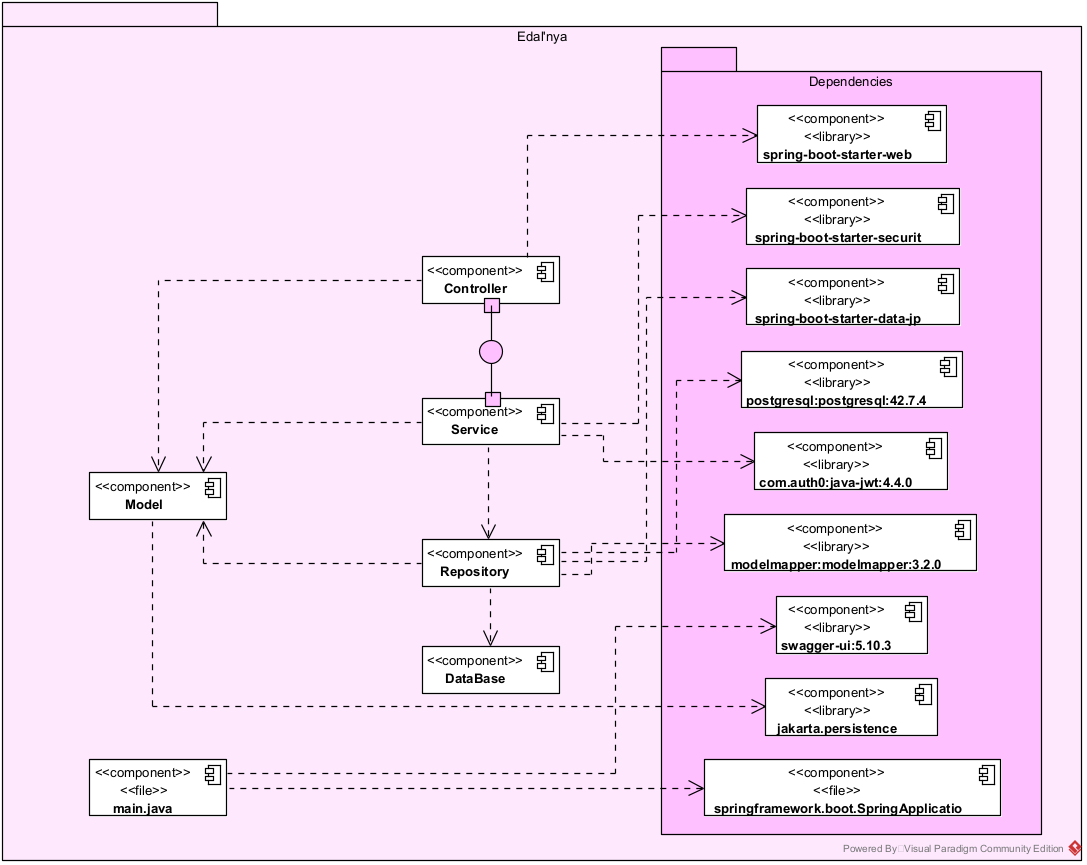 Edal'nya
Dependencies
<<component>>
<<library>>
spring-boot-starter-web
<<component>>
<<library>>
spring-boot-starter-securit
<<component>>
Controller
<<component>>
<<library>>
spring-boot-starter-data-jp
<<component>>
<<library>>
postgresql:postgresql:42.7.4
<<component>>
Service
<<component>>
<<library>>
com.auth0:java-jwt:4.4.0
<<component>>
Model
<<component>>
<<library>>
modelmapper:modelmapper:3.2.0
<<component>>
Repository
<<component>>
<<library>>
swagger-ui:5.10.3
<<component>>
DataBase
<<component>>
<<library>>
jakarta.persistence
<<component>>
<<file>>
main.java
<<component>>
<<file>>
springframework.boot.SpringApplicatio
Powered By Visual Paradigm Community Edition